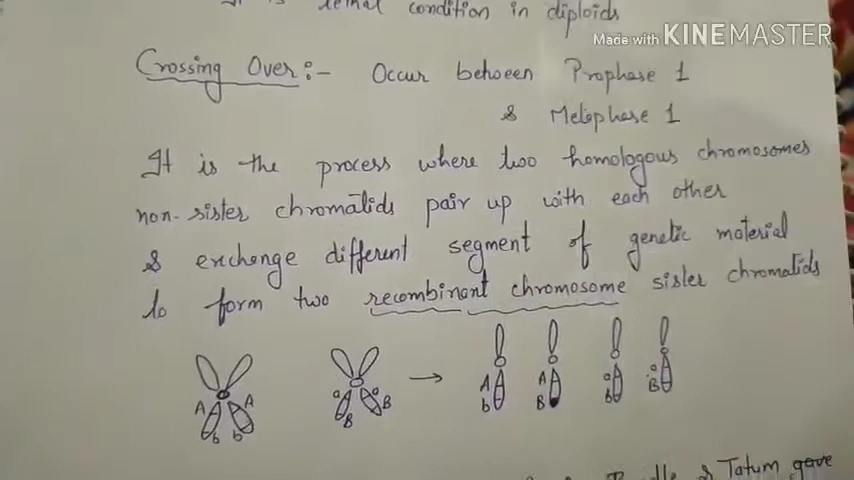 lethal condition in diploids
Made with KINEMASTER
Crossing Over:- Occur between Prophase 1
& Metaphase 1
It is the process where two homologous chromosomes
non-sister chromatids pair up with each other
& exchange different segment of genetic material
to form two recombinant chromosome sister chromatids
A A a a → A A a a
b b B B b B b B
& Tatum gave